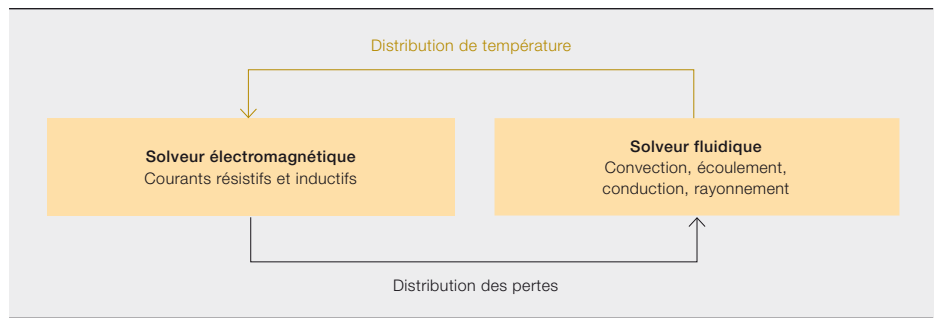 Distribution de température
Solveur électromagnétique
Courants résistifs et inductifs
Solveur fluidique
Convection, écoulement,
conduction, rayonnement
Distribution des pertes